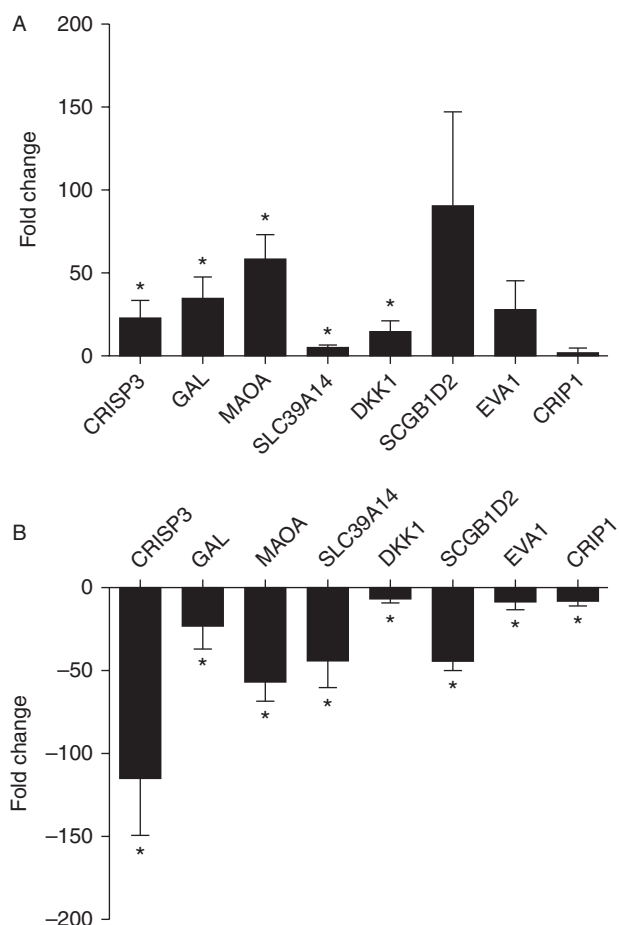 A
200
150
100
50
0
Fold change
* * * * *
CRISP3 GAL MAOA SLC39A14 DKK1 SCGB1D2 EVA1 CRIP1
B
CRISP3 GAL MAOA SLC39A14 DKK1 SCGB1D2 EVA1 CRIP1
0
−50
−100
−150
−200
Fold change
* * * * * * * *